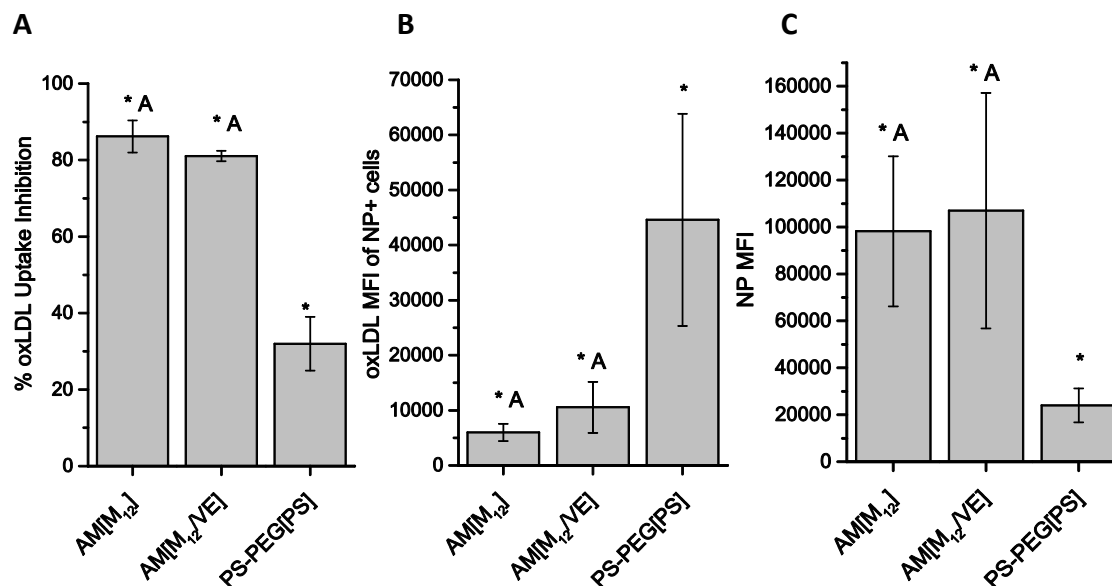 A
% oxLDL Uptake Inhibition
100
80
60
40
20
0
* A
* A
*
AM[M₁₂]
AM[M₁₂/VE]
PS-PEG[PS]
B
oxLDL MFI of NP+ cells
70000
60000
50000
40000
30000
20000
10000
0
* A
* A
*
AM[M₁₂]
AM[M₁₂/VE]
PS-PEG[PS]
C
NP MFI
160000
140000
120000
100000
80000
60000
40000
20000
0
* A
* A
*
AM[M₁₂]
AM[M₁₂/VE]
PS-PEG[PS]